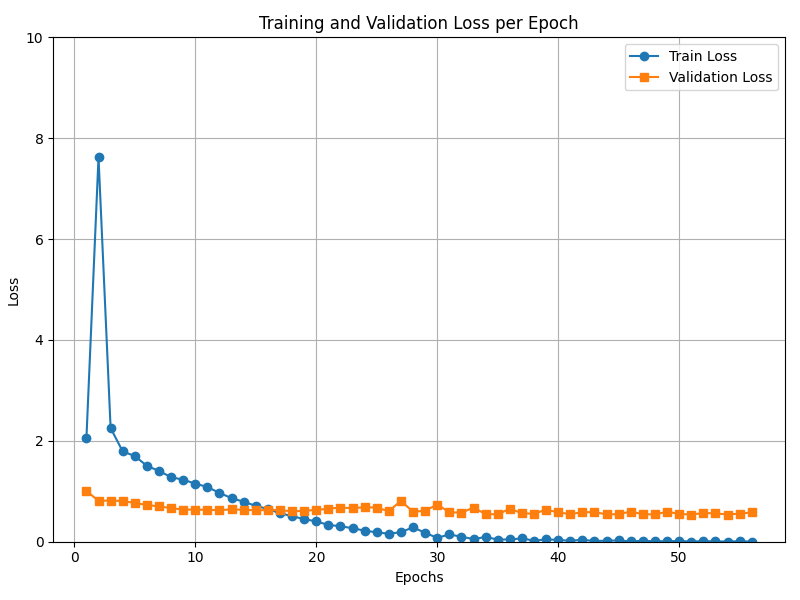 Training and Validation Loss per Epoch
10
8
6
4
2
0
Loss
Train Loss
Validation Loss
0 10 20 30 40 50
Epochs